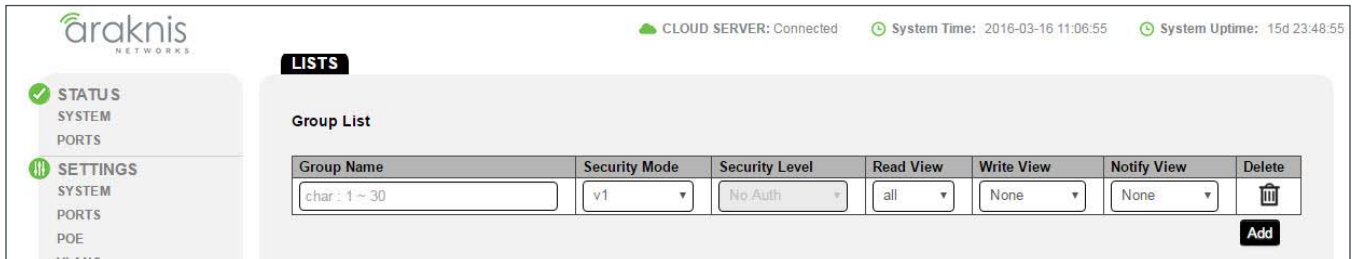 araknis
NETWORKS
CLOUD SERVER: Connected System Time: 2016-03-16 11:06:55 System Uptime: 15d 23:48:55
LISTS
STATUS
SYSTEM
PORTS
SETTINGS
SYSTEM
PORTS
POE
Group List
Group Name Security Mode Security Level Read View Write View Notify View Delete
char : 1 ~ 30 v1 No Auth all None None
Add